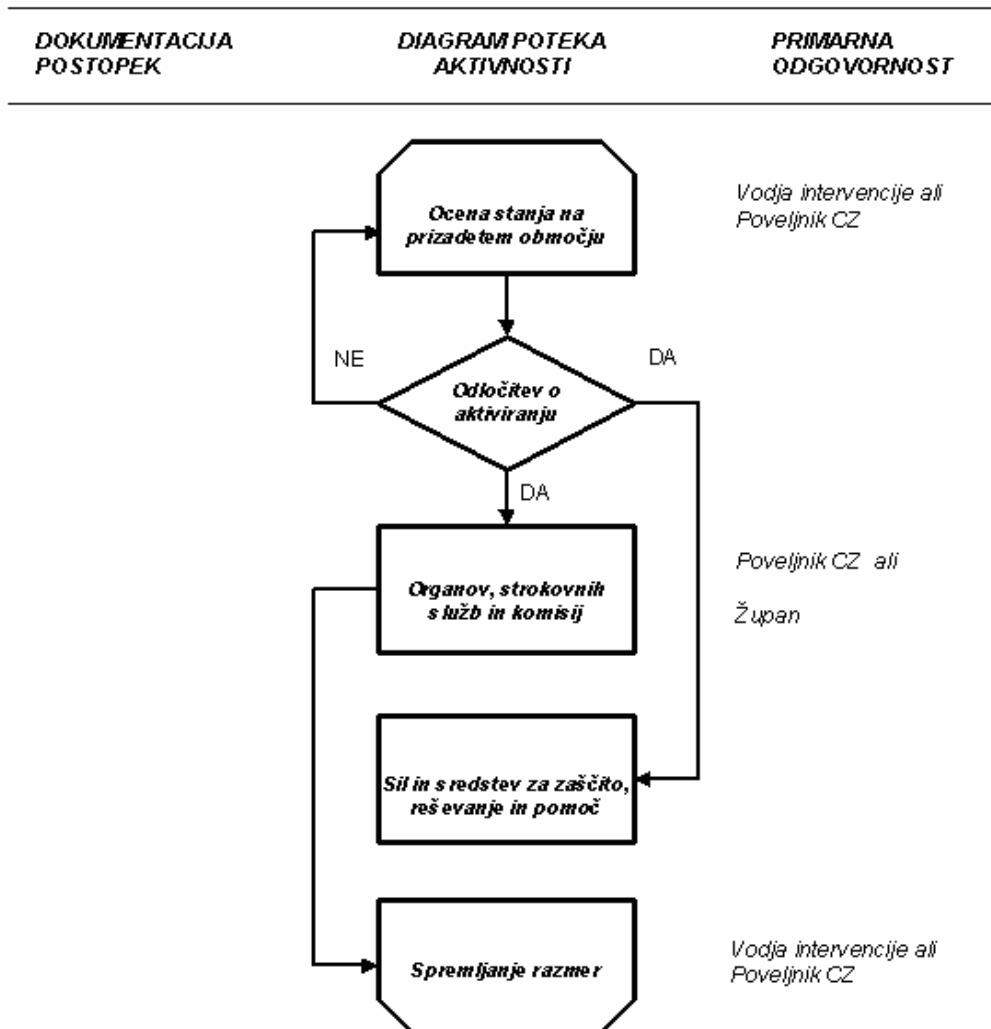 DOKUMENTACIJA
POSTOPEK
DIAGRAM POTEKA
AKTIVNOSTI
PRIMARNA
ODGOVORNOST
Ocena stanja na
prizadetem območju
Vodja intervencije ali
Poveljnik CZ
NE
DA
Odločitev o
aktiviranju
DA
Organov, strokovnih
služb in komisij
Poveljnik CZ ali
Župan
Sil in sredstev za zaščito,
reševanje in pomoč
Spremljanje razmer
Vodja intervencije ali
Poveljnik CZ